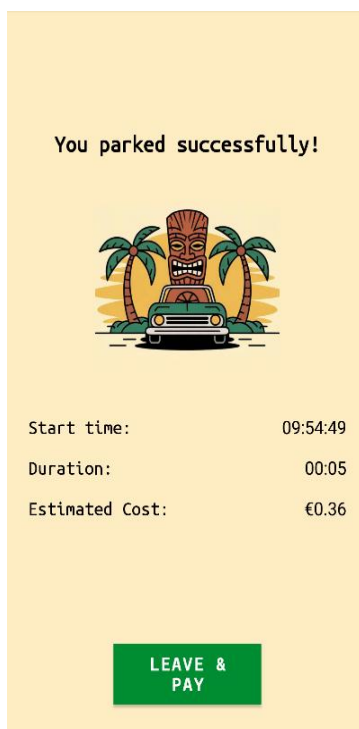 You parked successfully!
Start time: 09:54:49
Duration: 00:05
Estimated Cost: €0.36
LEAVE &
PAY